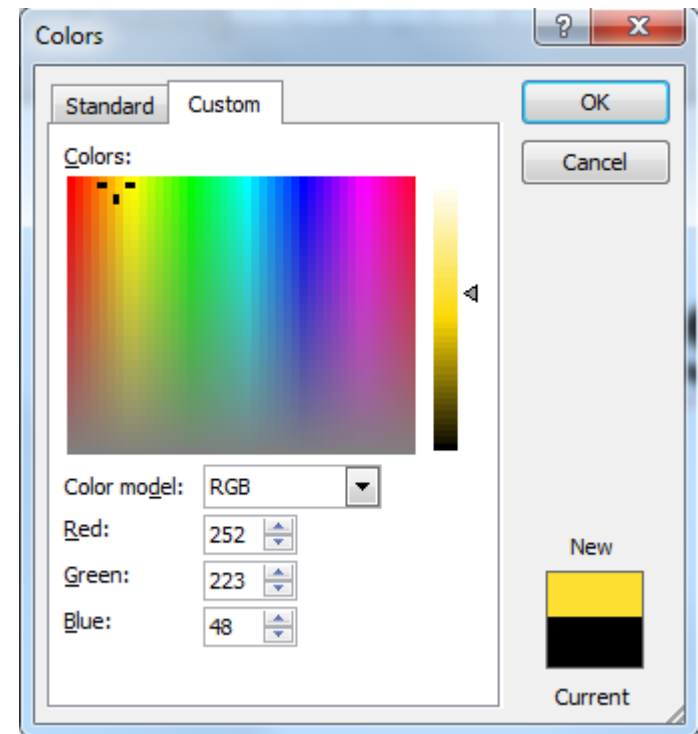 Colors
?
X
Standard
Custom
OK
Cancel
Colors:
Color model:
RGB
Red:
252
Green:
223
Blue:
48
New
Current